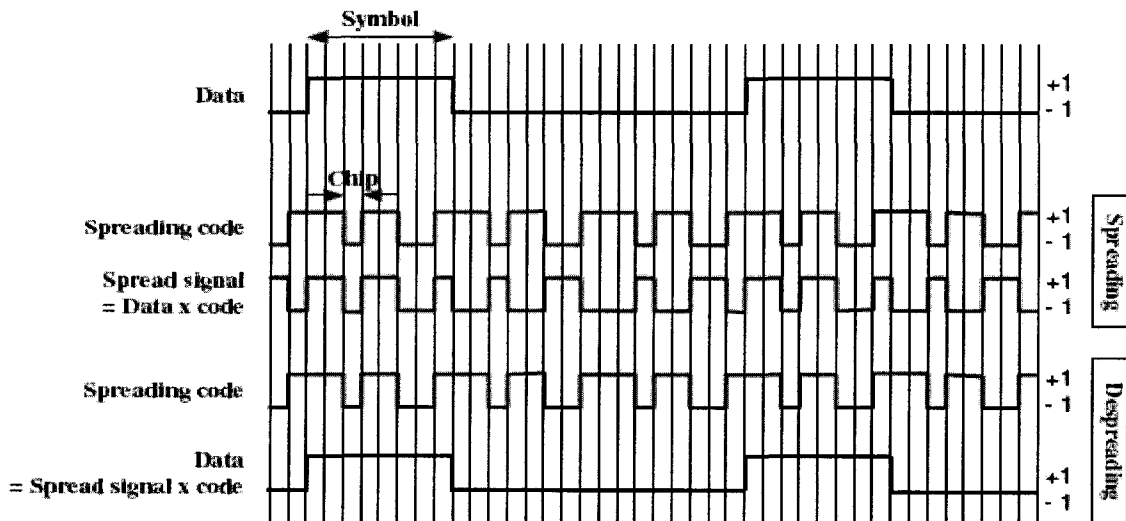 Symbol
Data
+1
- 1
Chip
Spreading code
+1
- 1
Spread signal
= Data x code
+1
- 1
Spreading
Spreading code
+1
- 1
Data
= Spread signal x code
+1
- 1
Despreading